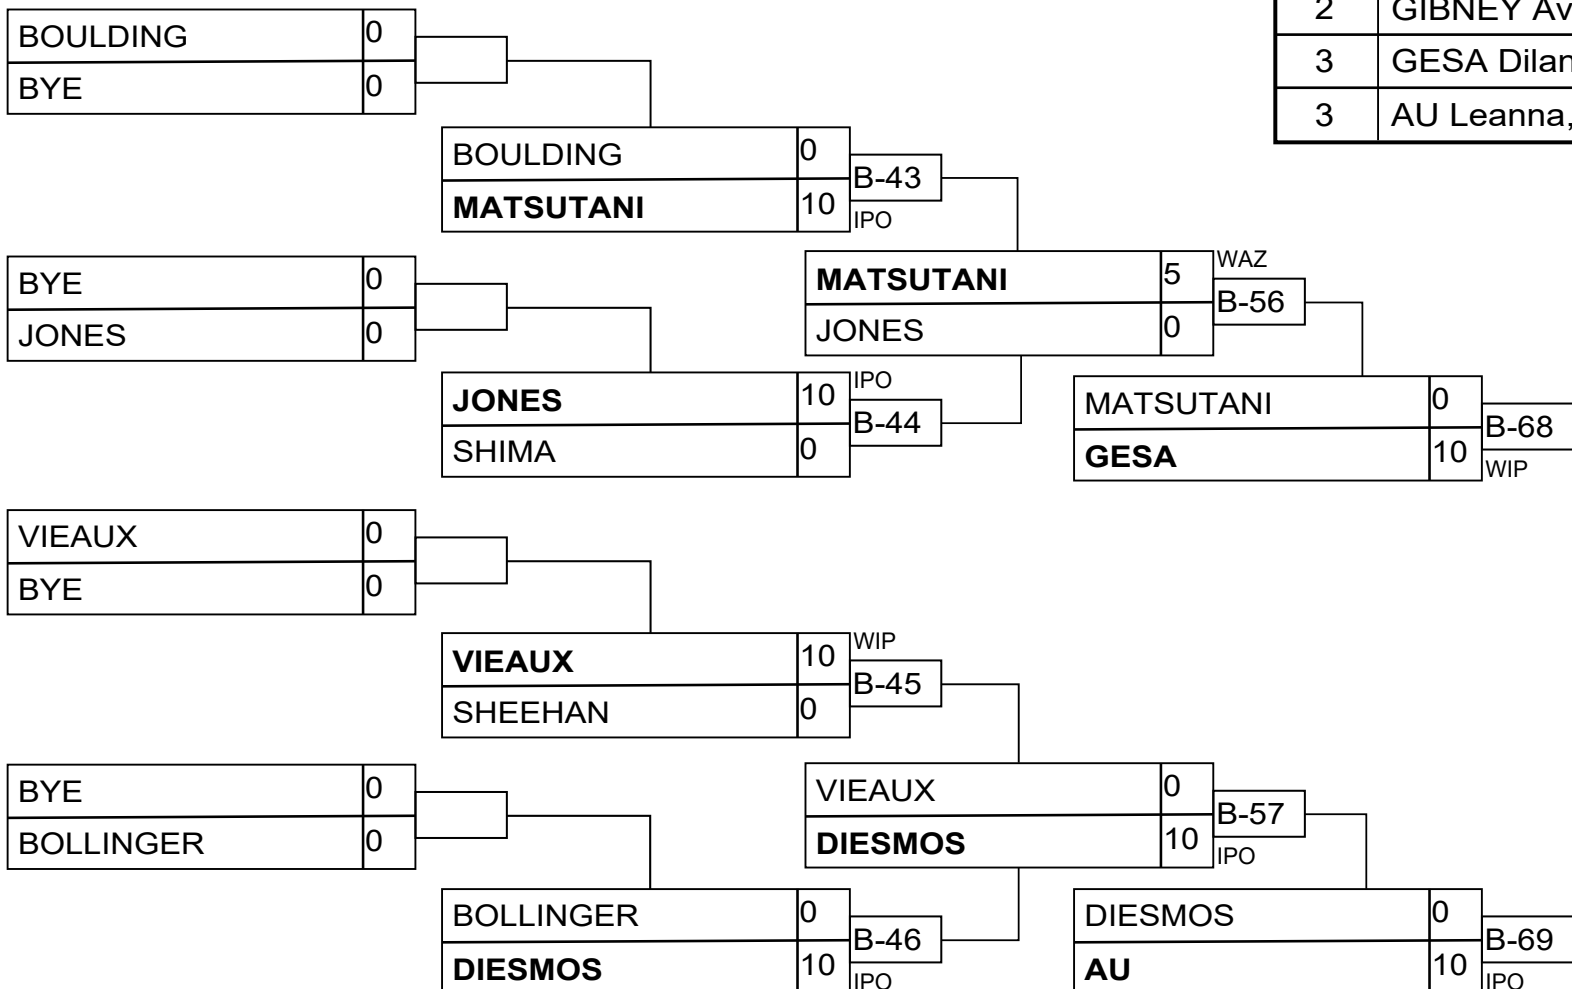 2 GIBNEY Av
3 GESA Dilan
3 AU Leanna,
BOULDING 0
BYE 0
BOULDING 0
MATSUTANI 10
B-43
IPO
BYE 0
JONES 0
MATSUTANI 5
JONES 0
WAZ
B-56
JONES 10
SHIMA 0
IPO
B-44
MATSUTANI 0
GESA 10
B-68
WIP
VIEAUX 0
BYE 0
VIEAUX 10
SHEEHAN 0
WIP
B-45
BYE 0
BOLLINGER 0
VIEAUX 0
DIESMOS 10
B-57
IPO
BOLLINGER 0
DIESMOS 10
B-46
IPO
DIESMOS 0
AU 10
B-69
IPO